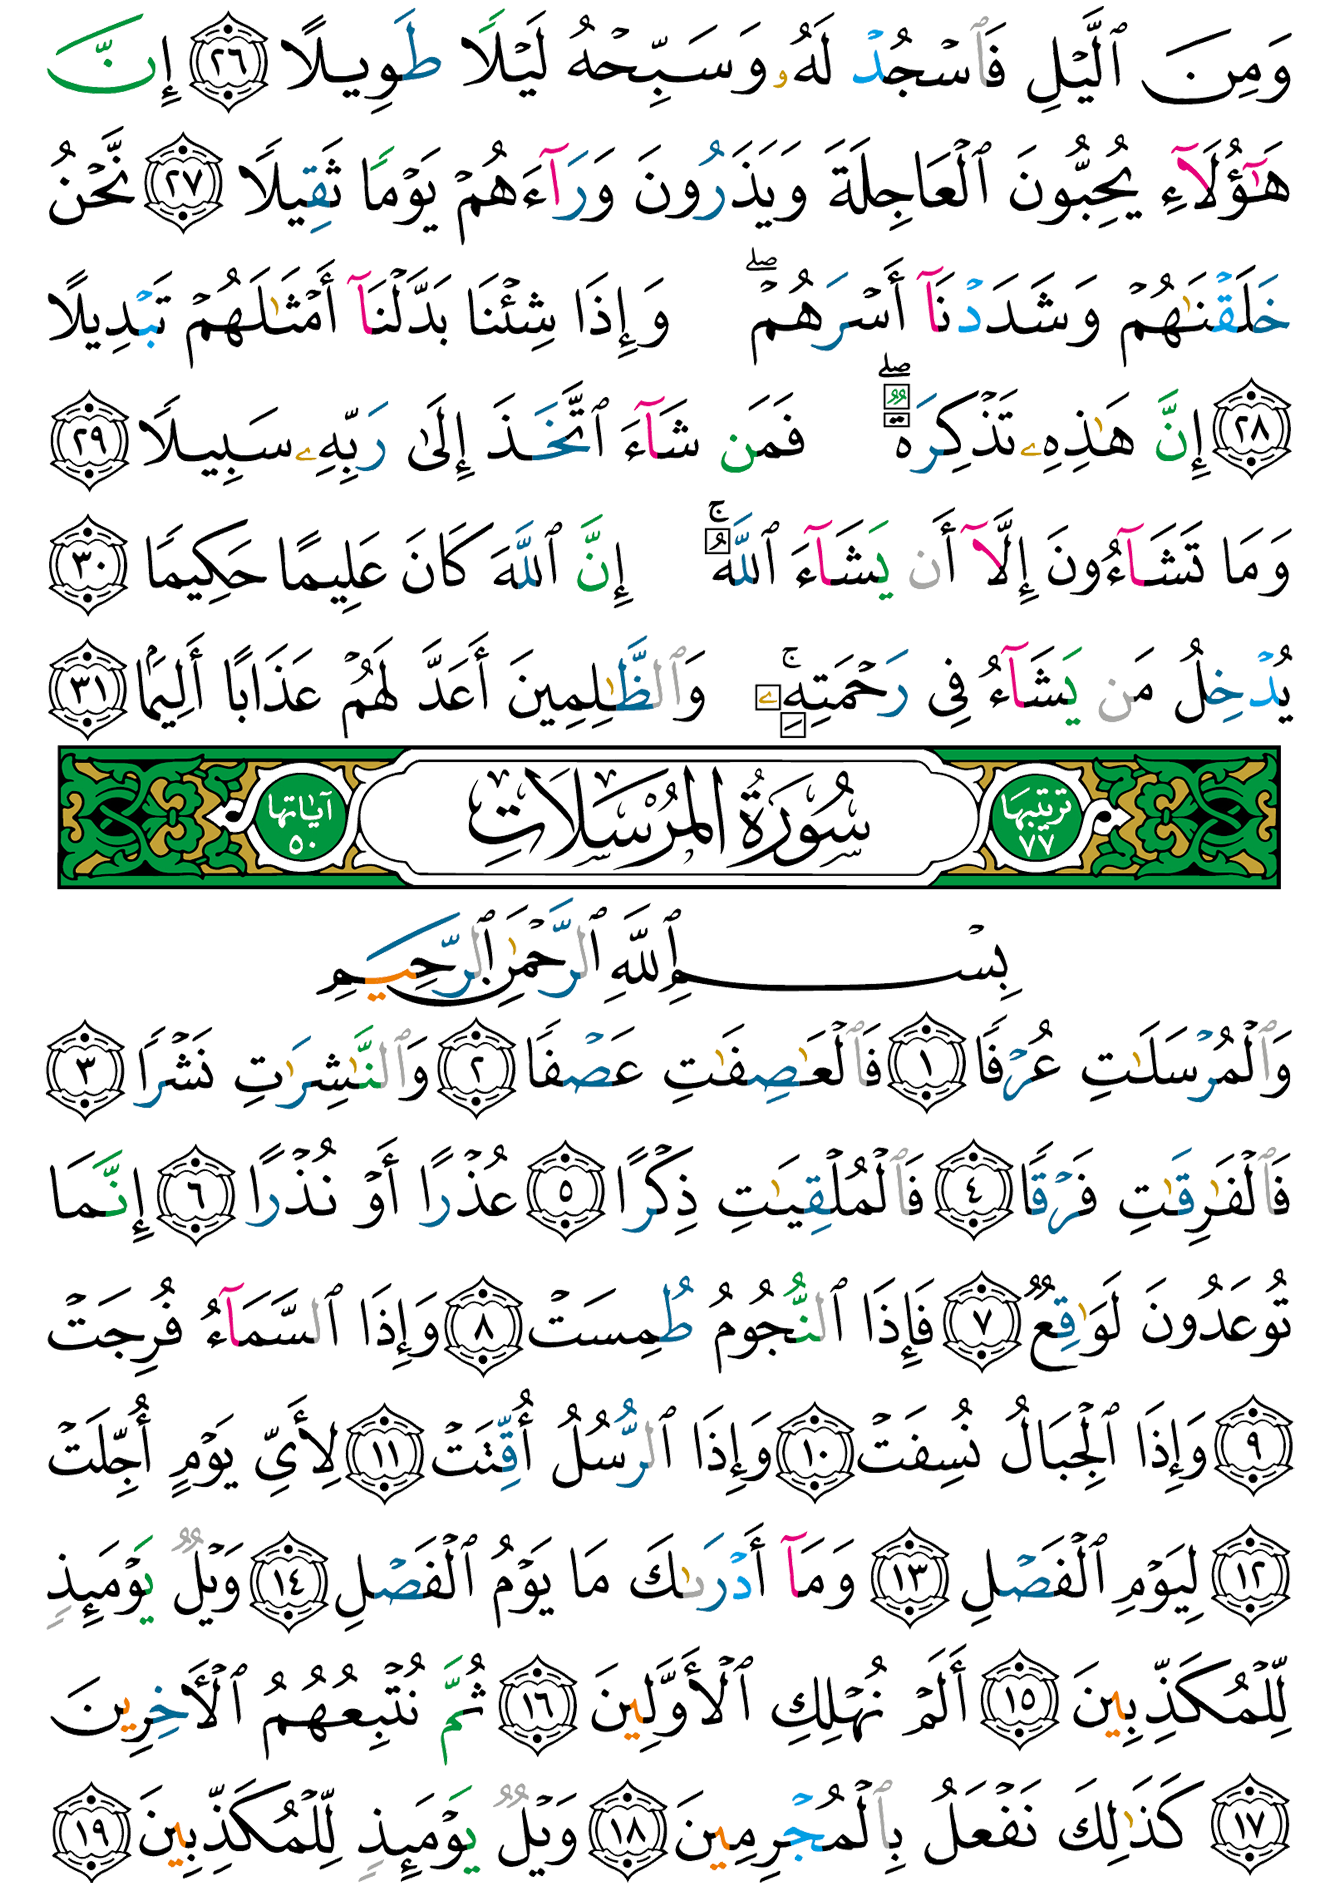 وَمِنَ ٱلَّيۡلِ فَٱسۡجُدۡ لَهُۥ وَسَبِّحۡهُ لَيۡلٗا طَوِيلًا ٢٦ إِنَّ
هَٰٓؤُلَآءِ يُحِبُّونَ ٱلۡعَاجِلَةَ وَيَذَرُونَ وَرَآءَهُمۡ يَوۡمٗا ثَقِيلٗا ٢٧ نَّحۡنُ
خَلَقۡنَٰهُمۡ وَشَدَدۡنَآ أَسۡرَهُمۡۖ وَإِذَا شِئۡنَا بَدَّلۡنَآ أَمۡثَٰلَهُمۡ تَبۡدِيلًا
٢٨ إِنَّ هَٰذِهِۦ تَذۡكِرَةٞۖ فَمَن شَآءَ ٱتَّخَذَ إِلَىٰ رَبِّهِۦ سَبِيلٗا ٢٩
وَمَا تَشَآءُونَ إِلَّآ أَن يَشَآءَ ٱللَّهُۚ إِنَّ ٱللَّهَ كَانَ عَلِيمًا حَكِيمٗا ٣٠
يُدۡخِلُ مَن يَشَآءُ فِي رَحۡمَتِهِۦۚ وَٱلظَّٰلِمِينَ أَعَدَّ لَهُمۡ عَذَابًا أَلِيمَۢا ٣١
تَرتيبُهَا ٧٧ سُورَةُ المُرْسَلَاتِ آيَاتُهَا ٥٠
بِسۡمِ ٱللَّهِ ٱلرَّحۡمَٰنِ ٱلرَّحِيمِ
وَٱلۡمُرۡسَلَٰتِ عُرۡفٗا ١ فَٱلۡعَٰصِفَٰتِ عَصۡفٗا ٢ وَٱلنَّٰشِرَٰتِ نَشۡرٗا ٣
فَٱلۡفَٰرِقَٰتِ فَرۡقٗا ٤ فَٱلۡمُلۡقِيَٰتِ ذِكۡرًا ٥ عُذۡرًا أَوۡ نُذۡرًا ٦ إِنَّمَا
تُوعَدُونَ لَوَٰقِعٞ ٧ فَإِذَا ٱلنُّجُومُ طُمِسَتۡ ٨ وَإِذَا ٱلسَّمَآءُ فُرِجَتۡ
٩ وَإِذَا ٱلۡجِبَالُ نُسِفَتۡ ١٠ وَإِذَا ٱلرُّسُلُ أُقِّتَتۡ ١١ لِأَيِّ يَوۡمٍ أُجِّلَتۡ
١٢ لِيَوۡمِ ٱلۡفَصۡلِ ١٣ وَمَآ أَدۡرَىٰكَ مَا يَوۡمُ ٱلۡفَصۡلِ ١٤ وَيۡلٞ يَوۡمَئِذٖ
لِّلۡمُكَذِّبِينَ ١٥ أَلَمۡ نُهۡلِكِ ٱلۡأَوَّلِينَ ١٦ ثُمَّ نُتۡبِعُهُمُ ٱلۡأٓخِرِينَ
١٧ كَذَٰلِكَ نَفۡعَلُ بِٱلۡمُجۡرِمِينَ ١٨ وَيۡلٞ يَوۡمَئِذٖ لِّلۡمُكَذِّبِينَ ١٩